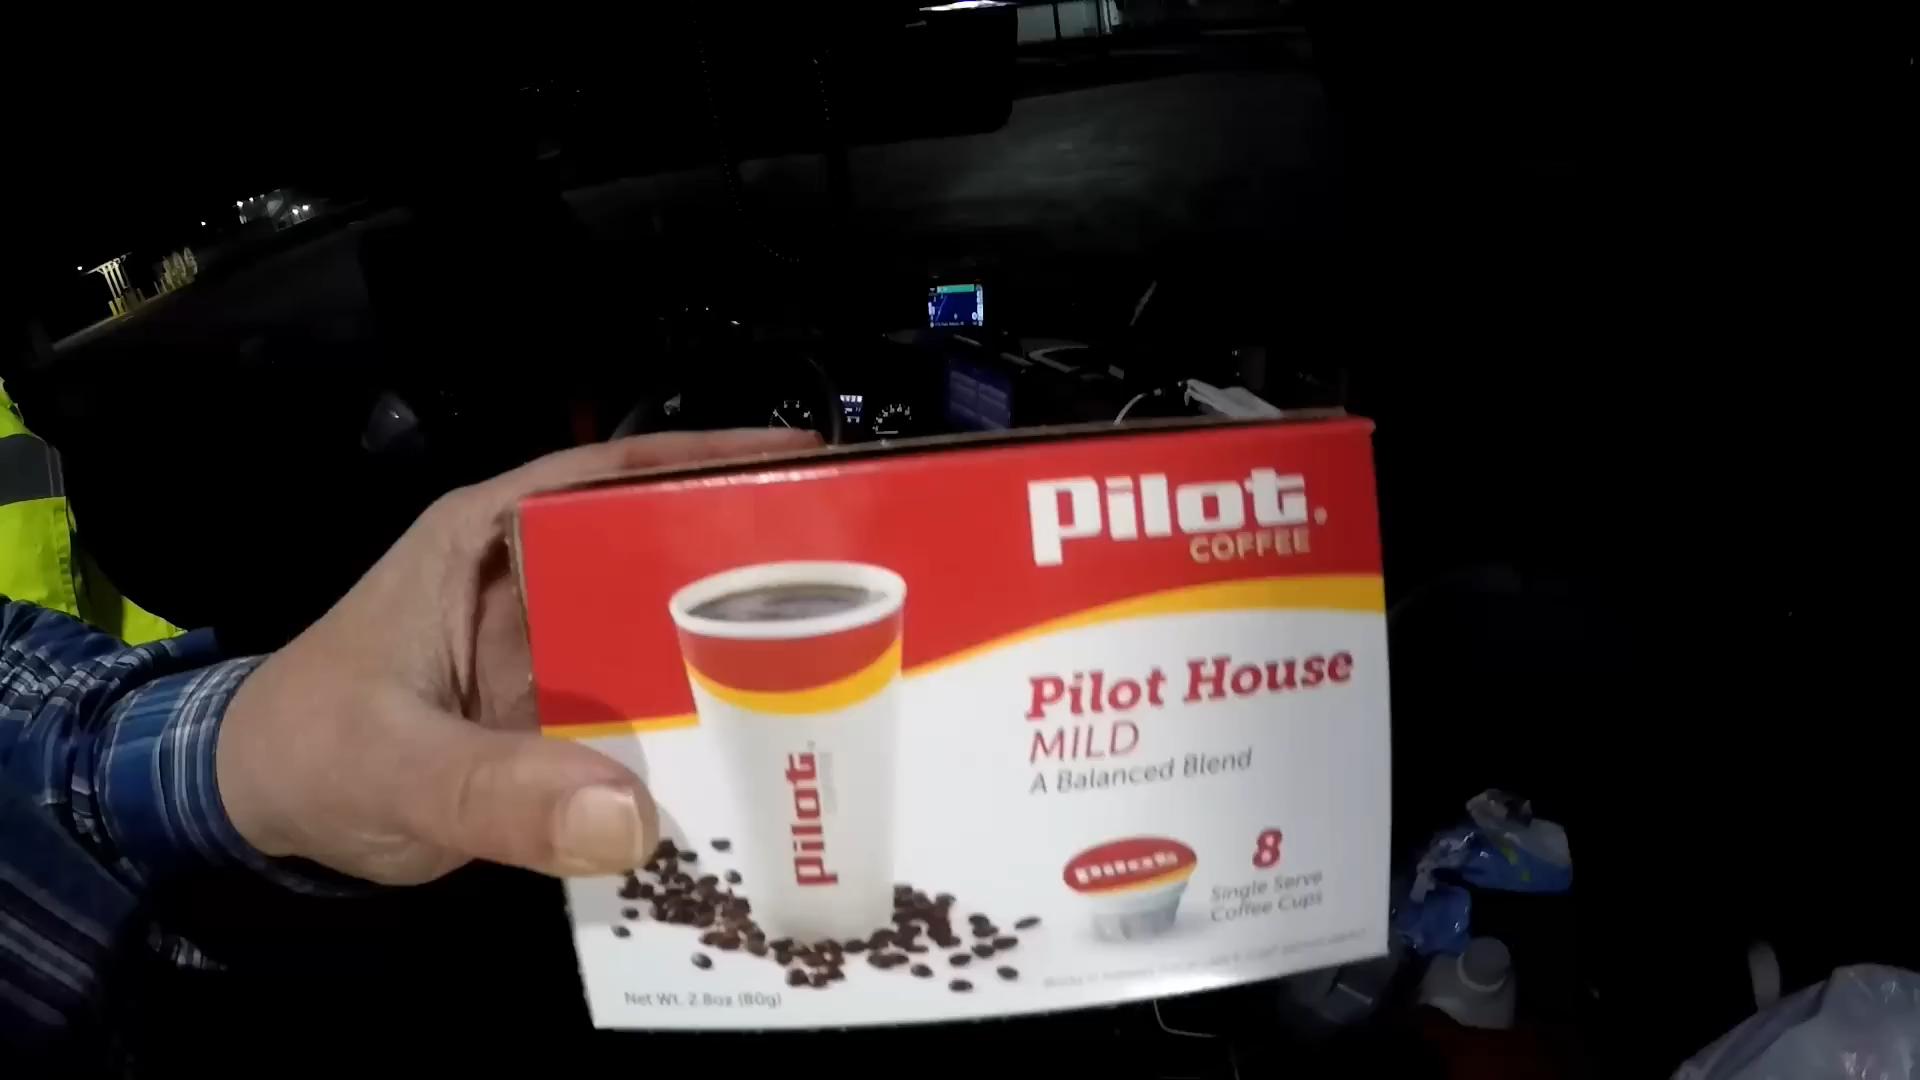 Pilot.
COFFEE
Pilot House
MILD
A Balanced Blend
8
Single Serve
Coffee Cups
Pilot.
Pilot
Net Wt. 2.8oz (80g)